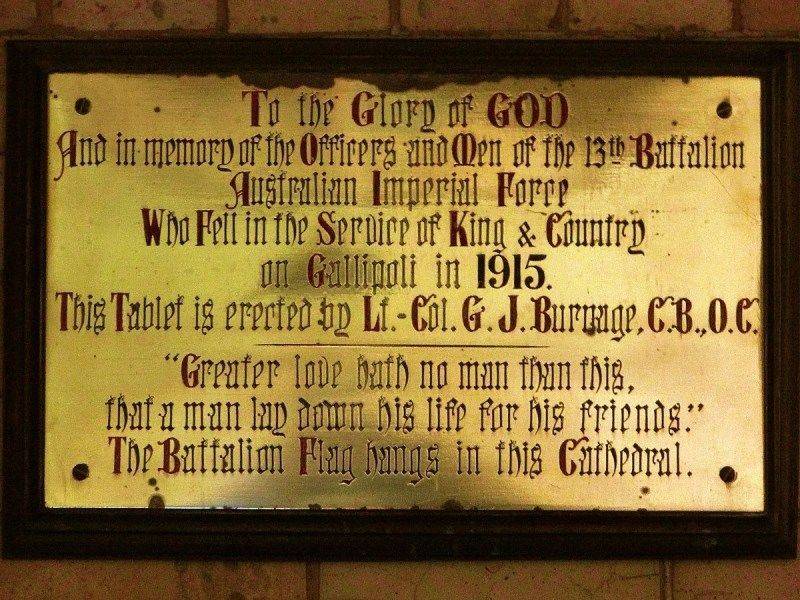 To the Glory of GOD
And in memory of the Officers and Men of the 13th Battalion
Australian Imperial Force
Who Fell in the Service of King & Country
on Gallipoli in 1915.
This Tablet is erected by Lt.-Col. G. J. Burnage, C.B., O.C.
"Greater love hath no man than this,
that a man lay down his life for his friends."
The Battalion Flag hangs in this Cathedral.